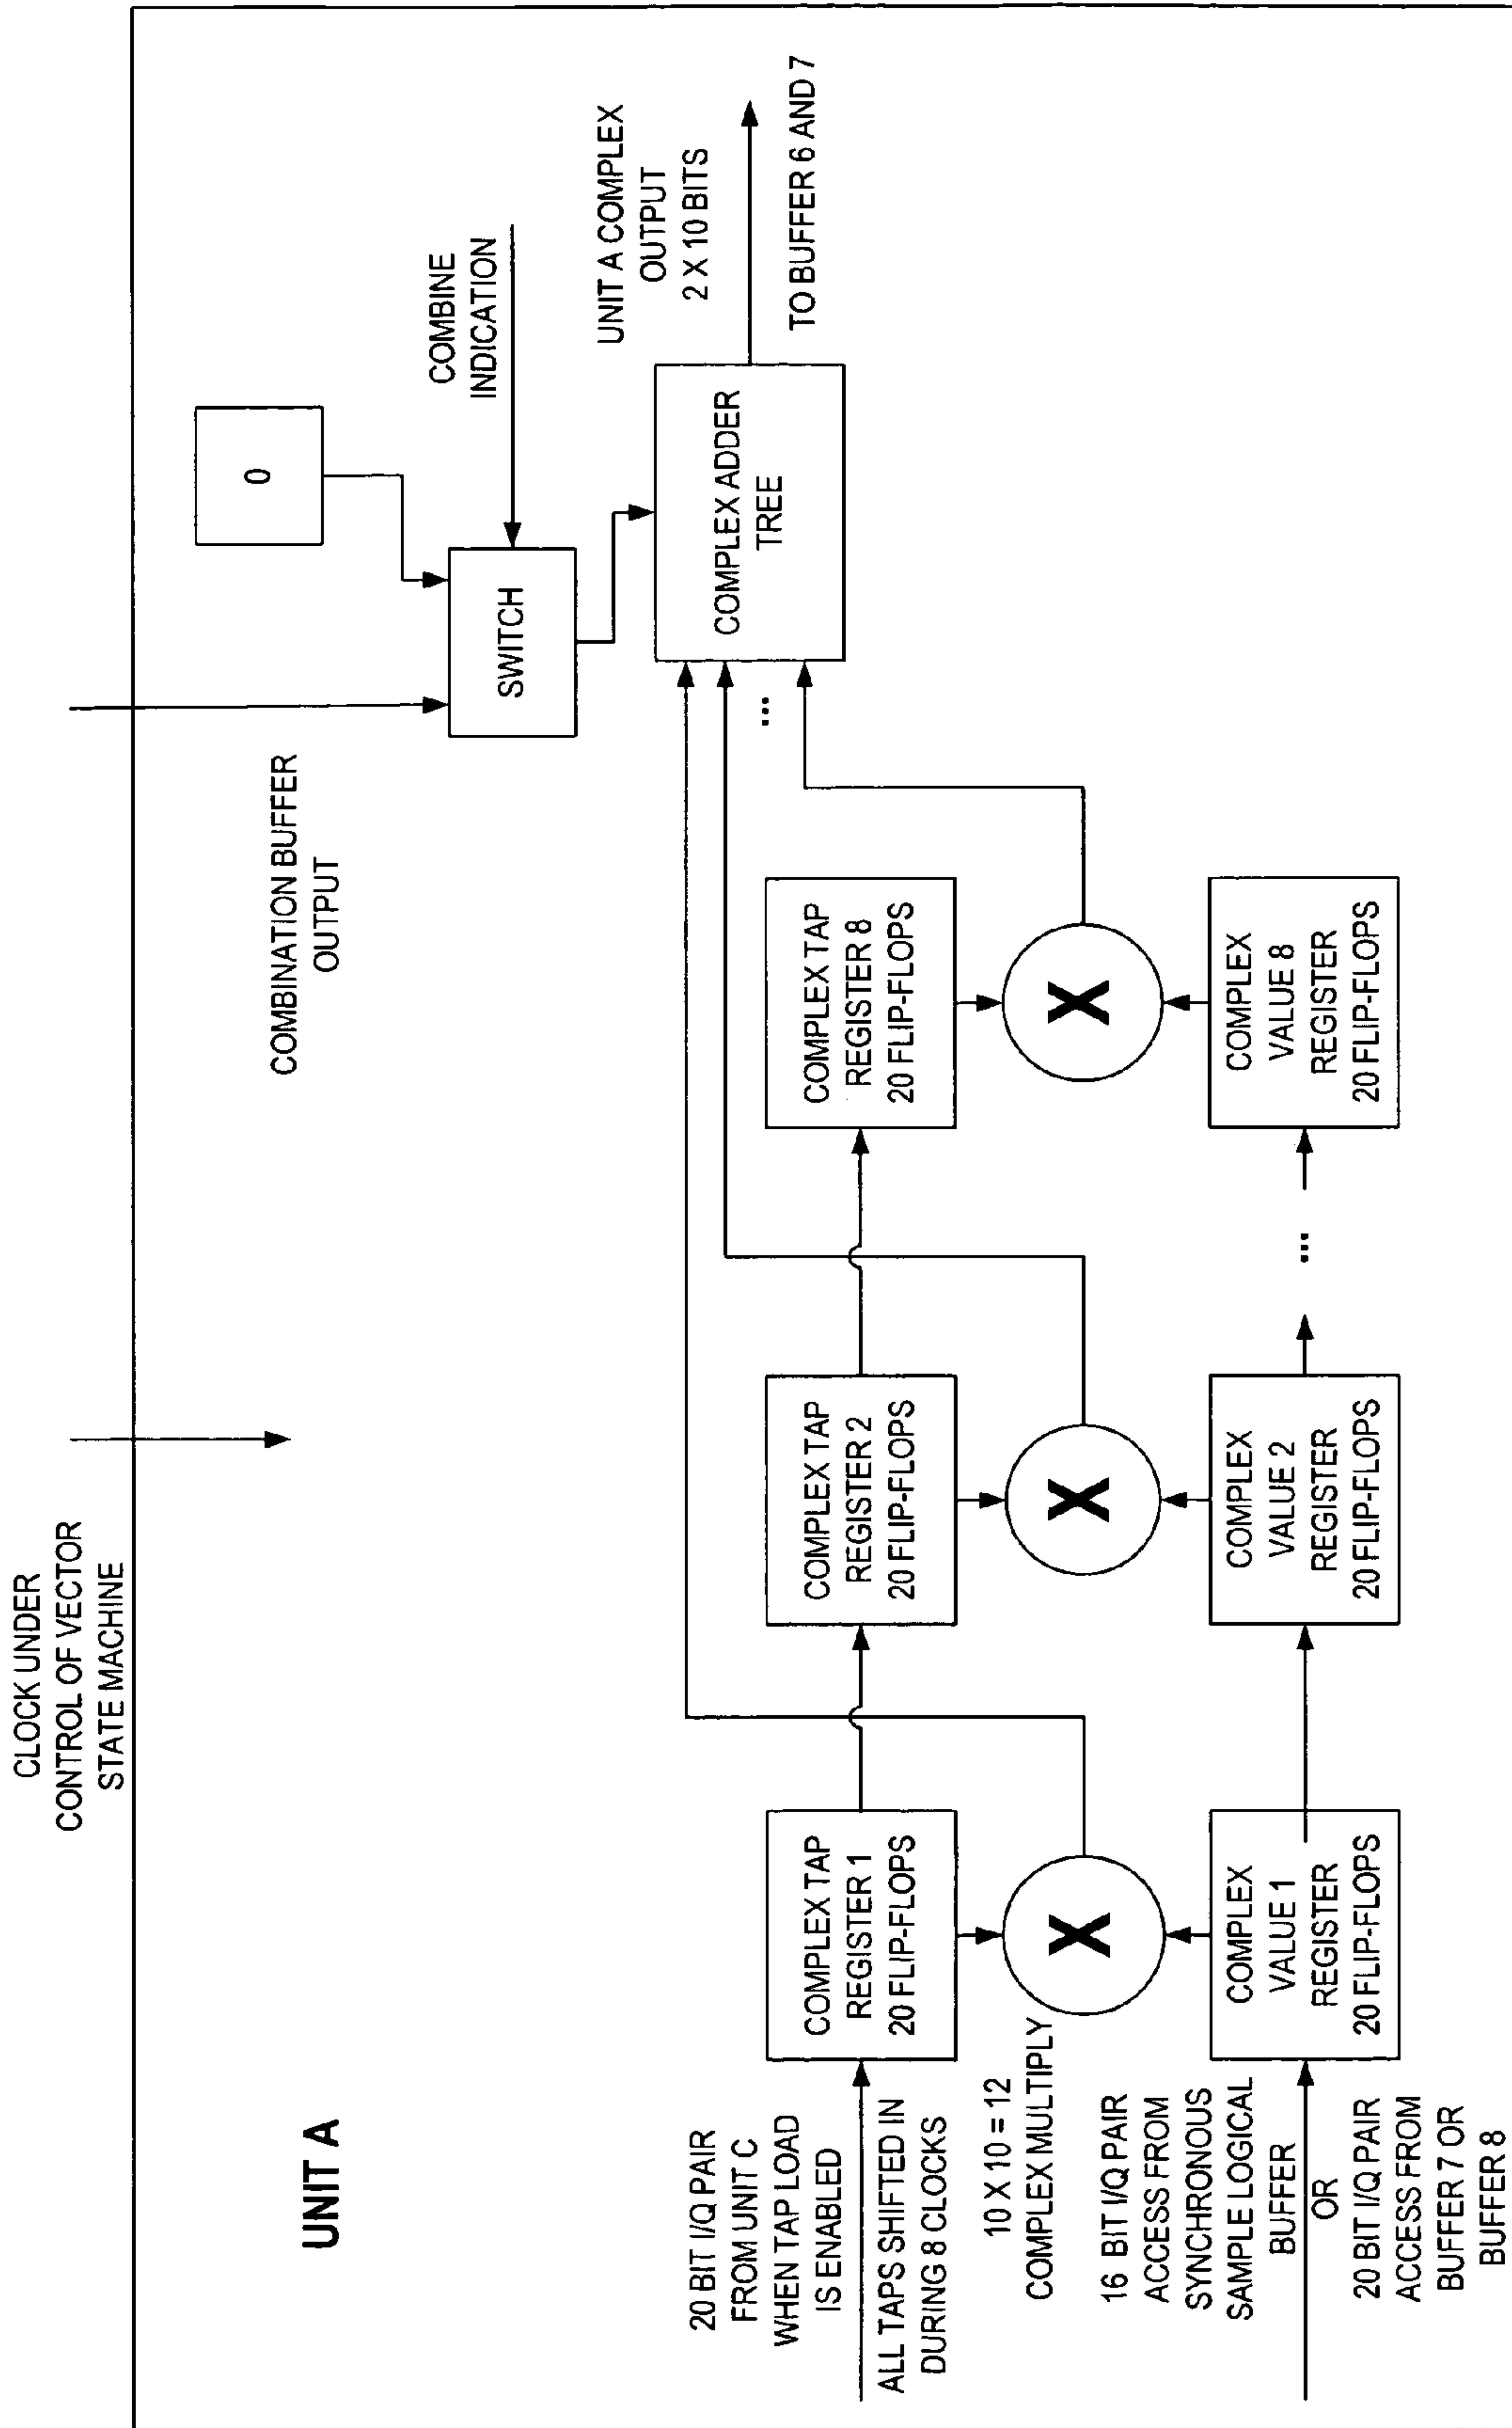 CLOCK UNDER
CONTROL OF VECTOR
STATE MACHINE
UNIT A
COMBINATION BUFFER
OUTPUT
0
SWITCH
COMBINE
INDICATION
COMPLEX ADDER
TREE
UNIT A COMPLEX
OUTPUT
2 X 10 BITS
TO BUFFER 6 AND 7
...
20 BIT I/Q PAIR
FROM UNIT C
WHEN TAP LOAD
IS ENABLED
ALL TAPS SHIFTED IN
DURING 8 CLOCKS
COMPLEX TAP
REGISTER 1
20 FLIP-FLOPS
COMPLEX TAP
REGISTER 2
20 FLIP-FLOPS
COMPLEX TAP
REGISTER 8
20 FLIP-FLOPS
10 X 10 = 12
COMPLEX MULTIPLY
X
X
X
16 BIT I/Q PAIR
ACCESS FROM
SYNCHRONOUS
SAMPLE LOGICAL
BUFFER
OR
20 BIT I/Q PAIR
ACCESS FROM
BUFFER 7 OR
BUFFER 8
COMPLEX
VALUE 1
REGISTER
20 FLIP-FLOPS
COMPLEX
VALUE 2
REGISTER
20 FLIP-FLOPS
...
COMPLEX
VALUE 8
REGISTER
20 FLIP-FLOPS